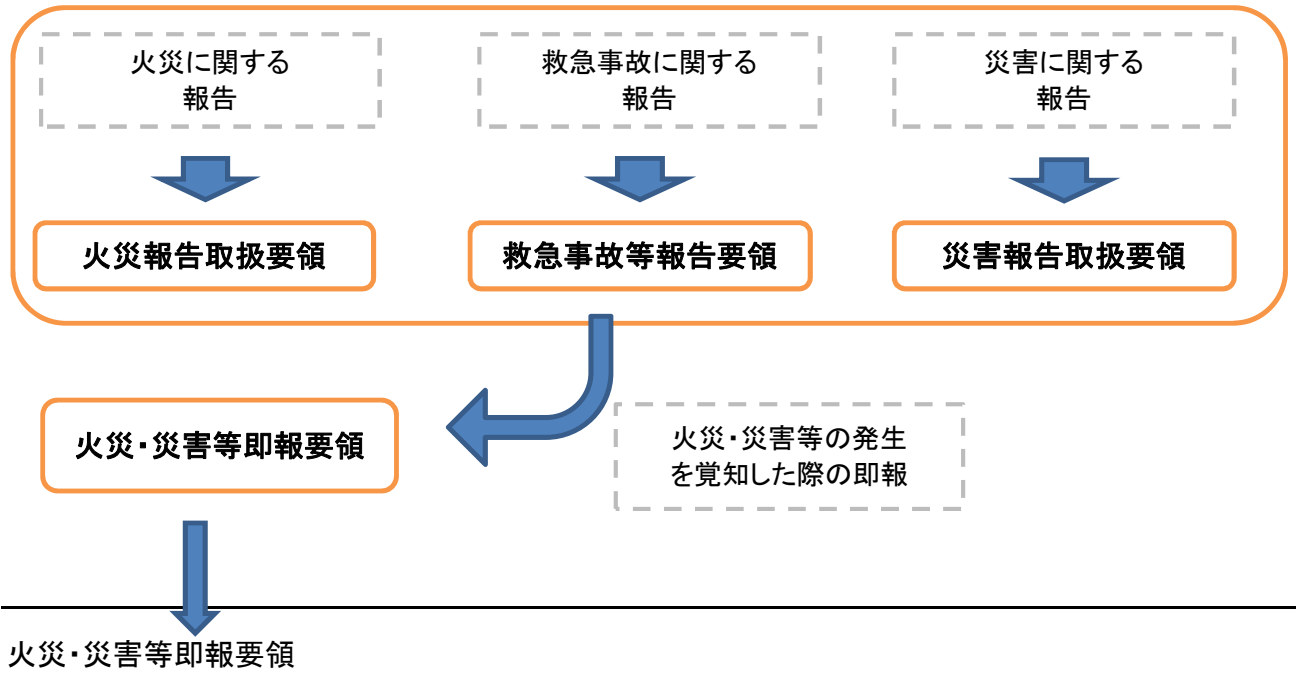 火災に関する
報告
救急事故に関する
報告
災害に関する
報告
火災報告取扱要領
救急事故等報告要領
災害報告取扱要領
火災・災害等即報要領
火災・災害等の発生
を覚知した際の即報
火災・災害等即報要領